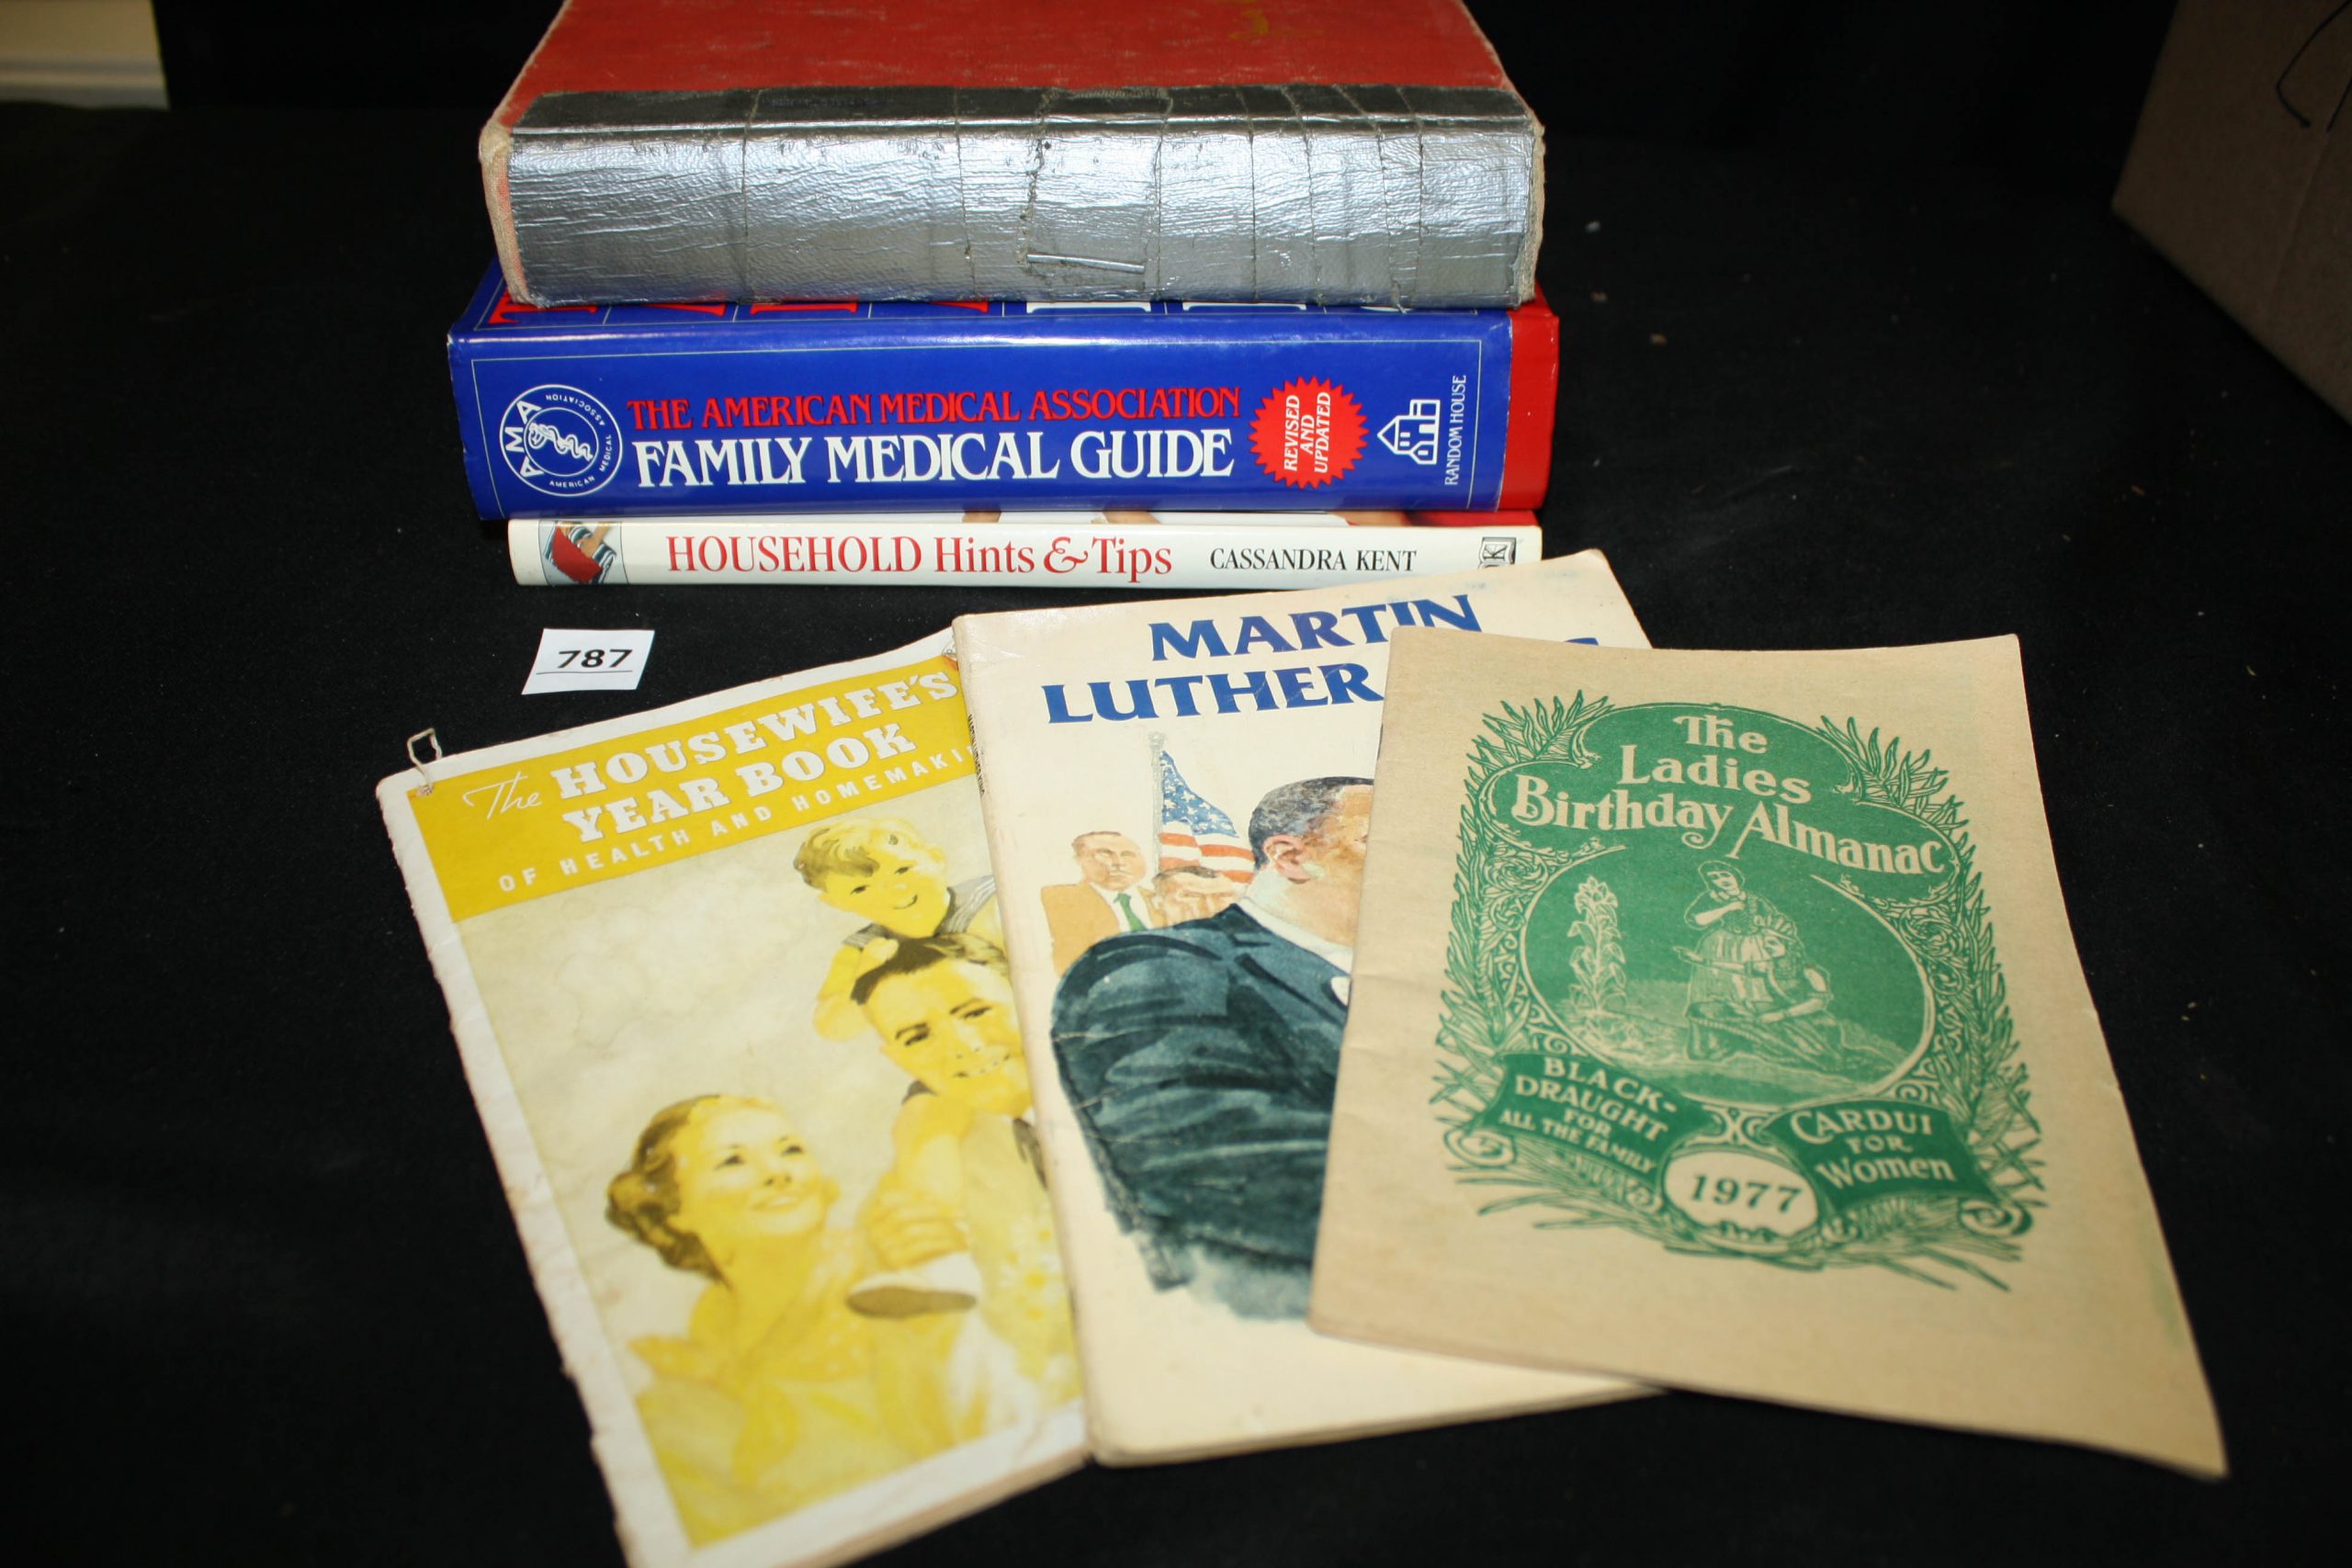 AMA
AMERICAN MEDICAL ASSOCIATION
THE AMERICAN MEDICAL ASSOCIATION
FAMILY MEDICAL GUIDE
REVISED
AND
UPDATED
RANDOM HOUSE
HOUSEHOLD Hints & Tips CASSANDRA KENT DK
787
The HOUSEWIFE'S
YEAR BOOK
OF HEALTH AND
MARTIN
LUTHER
The
Ladies
Birthday Almanac
BLACK-
DRAUGHT
FOR
ALL THE FAMILY
CARDUI
FOR
Women
1977